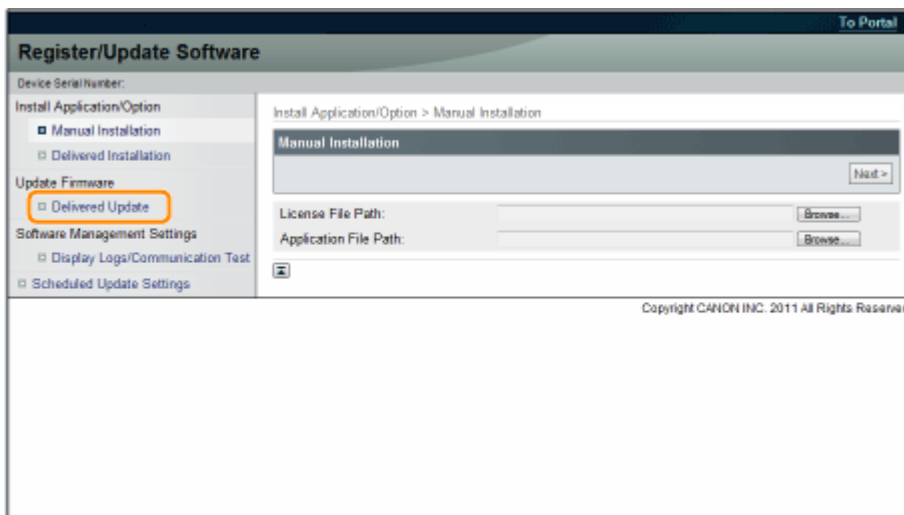 To Portal
Register/Update Software
Device Serial Number:
Install Application/Option
Manual Installation
Delivered Installation
Update Firmware
Delivered Update
Software Management Settings
Display Logs/Communication Test
Scheduled Update Settings
Install Application/Option > Manual Installation
Manual Installation
Next >
License File Path:
Browse...
Application File Path:
Browse...
Copyright CANON INC. 2011 All Rights Reserve